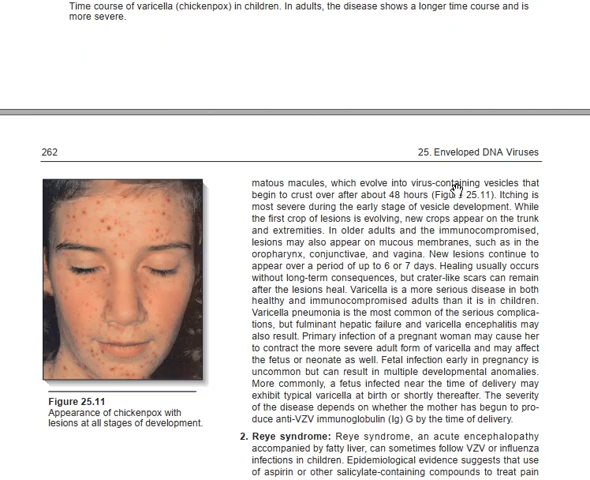 Time course of varicella (chickenpox) in children. In adults, the disease shows a longer time course and is
more severe.
262
25. Enveloped DNA Viruses
matous macules, which evolve into virus-containing vesicles that
begin to crust over after about 48 hours (Figu 25.11). Itching is
most severe during the early stage of vesicle development. While
the first crop of lesions is evolving, new crops appear on the trunk
and extremities. In older adults and the immunocompromised,
lesions may also appear on mucous membranes, such as in the
oropharynx, conjunctivae, and vagina. New lesions continue to
appear over a period of up to 6 or 7 days. Healing usually occurs
without long-term consequences, but crater-like scars can remain
after the lesions heal. Varicella is a more serious disease in both
healthy and immunocompromised adults than it is in children.
Varicella pneumonia is the most common of the serious complica-
tions, but fulminant hepatic failure and varicella encephalitis may
also result. Primary infection of a pregnant woman may cause her
to contract the more severe adult form of varicella and may affect
the fetus or neonate as well. Fetal infection early in pregnancy is
uncommon but can result in multiple developmental anomalies.
More commonly, a fetus infected near the time of delivery may
exhibit typical varicella at birth or shortly thereafter. The severity
of the disease depends on whether the mother has begun to pro-
duce anti-VZV immunoglobulin (Ig) G by the time of delivery.
2. Reye syndrome: Reye syndrome, an acute encephalopathy
accompanied by fatty liver, can sometimes follow VZV or influenza
infections in children. Epidemiological evidence suggests that use
of aspirin or other salicylate-containing compounds to treat pain
Figure 25.11
Appearance of chickenpox with
lesions at all stages of development.